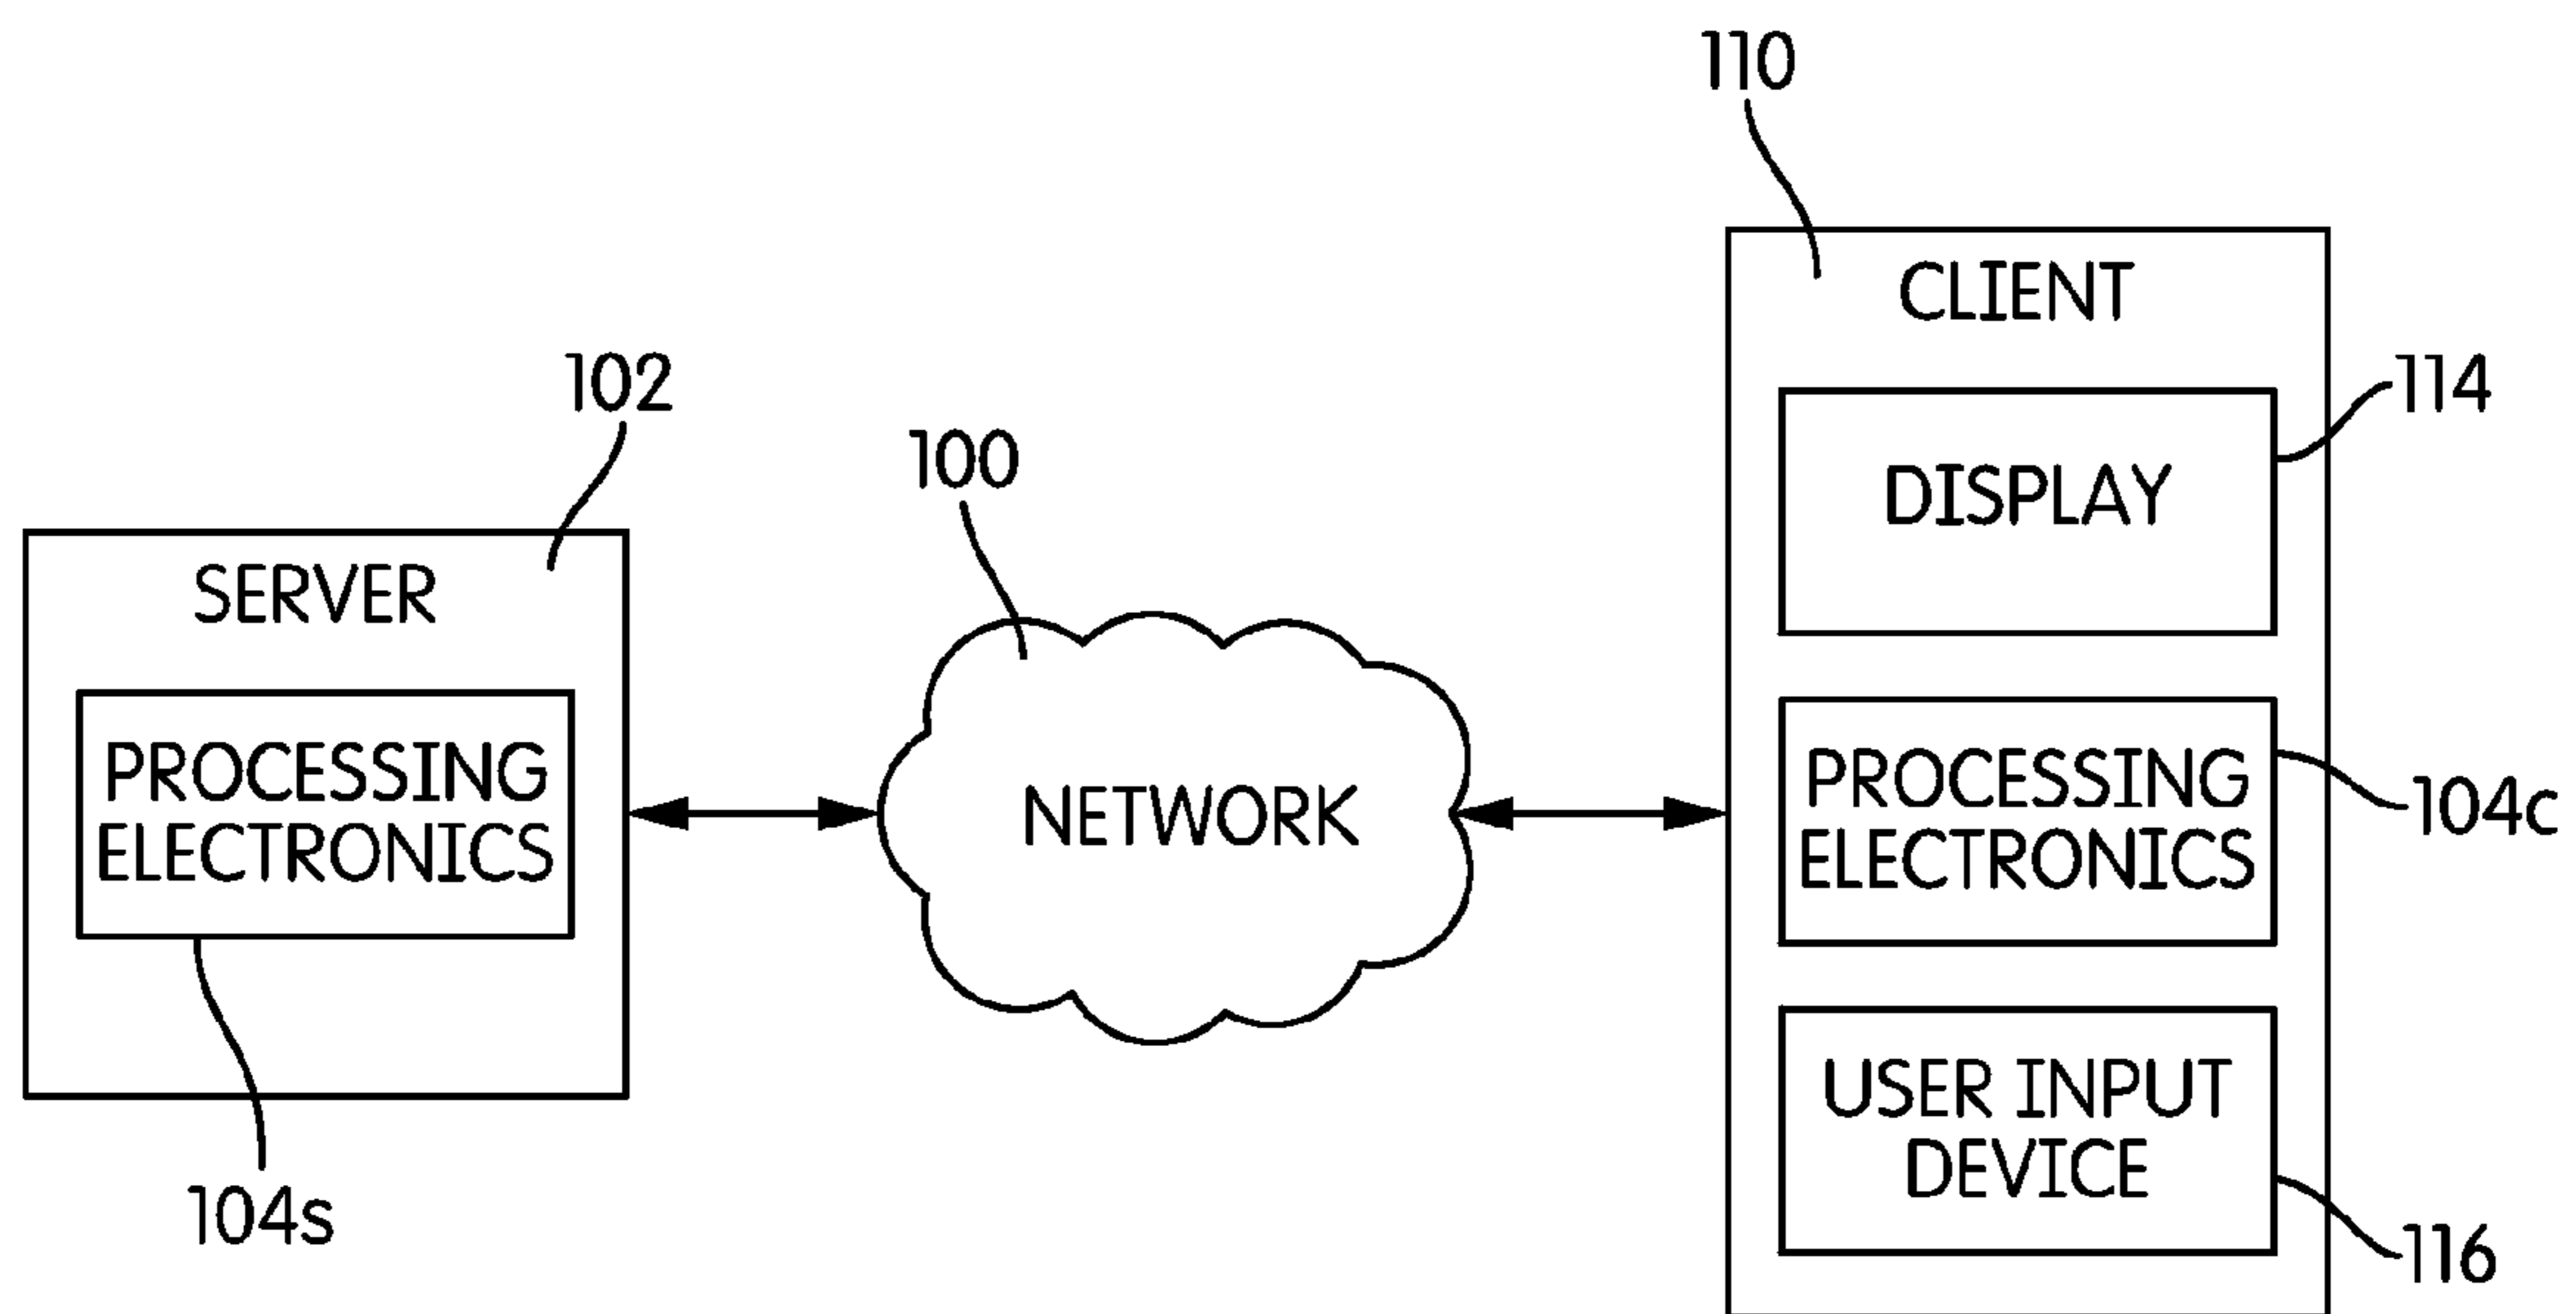 110
CLIENT
102
114
100
DISPLAY
SERVER
PROCESSING
ELECTRONICS
NETWORK
PROCESSING
ELECTRONICS
104c
USER INPUT
DEVICE
104s
116